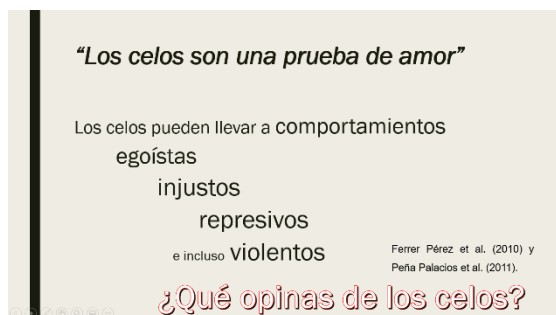 “Los celos son una prueba de amor”
Los celos pueden llevar a comportamientos
egoístas
injustos
represivos
e incluso violentos
Ferrer Pérez et al. (2010) y
Peña Palacios et al. (2011).
¿Qué opinas de los celos?